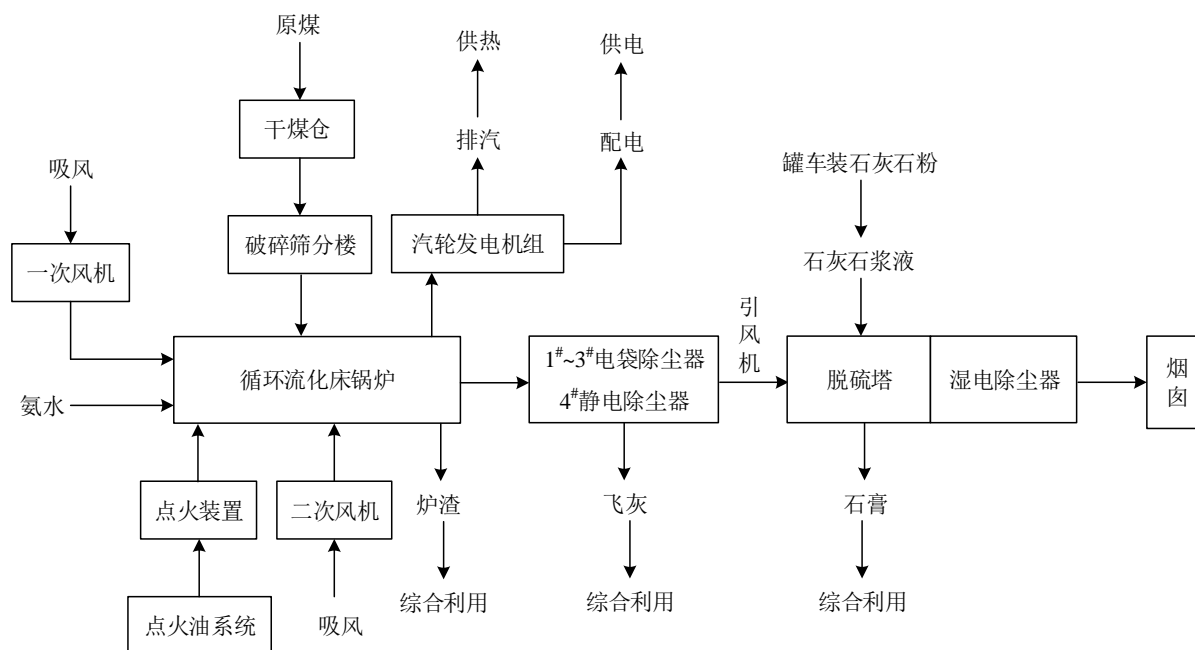 原煤
供热
供电
干煤仓
排汽
配电
吸风
罐车装石灰石粉
破碎筛分楼
汽轮发电机组
一次风机
石灰石浆液
引风机
循环流化床锅炉
1#~3#电袋除尘器
4#静电除尘器
脱硫塔
湿电除尘器
烟囱
氨水
点火装置
二次风机
炉渣
飞灰
石膏
点火油系统
吸风
综合利用
综合利用
综合利用